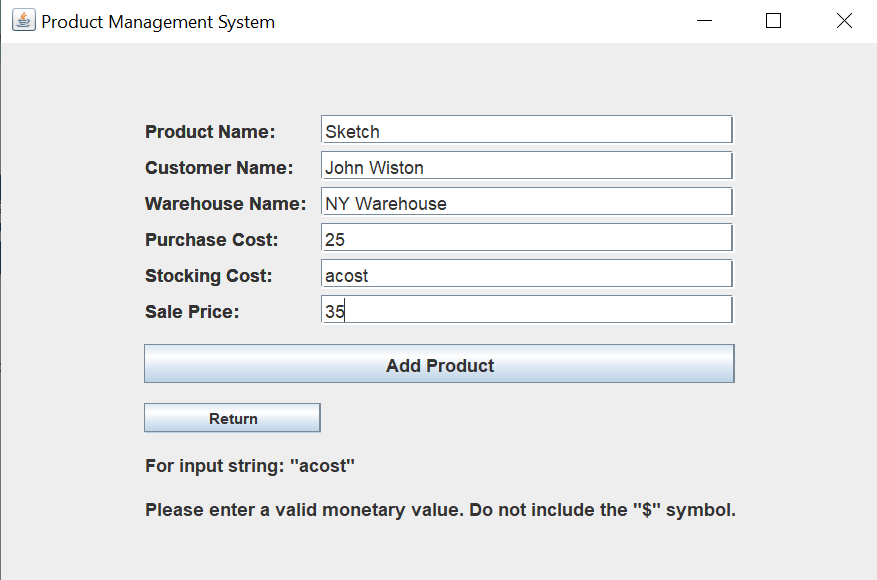 Product Management System
Product Name: Sketch
Customer Name: John Wiston
Warehouse Name: NY Warehouse
Purchase Cost: 25
Stocking Cost: acost
Sale Price: 35
Add Product
Return
For input string: "acost"
Please enter a valid monetary value. Do not include the "$" symbol.